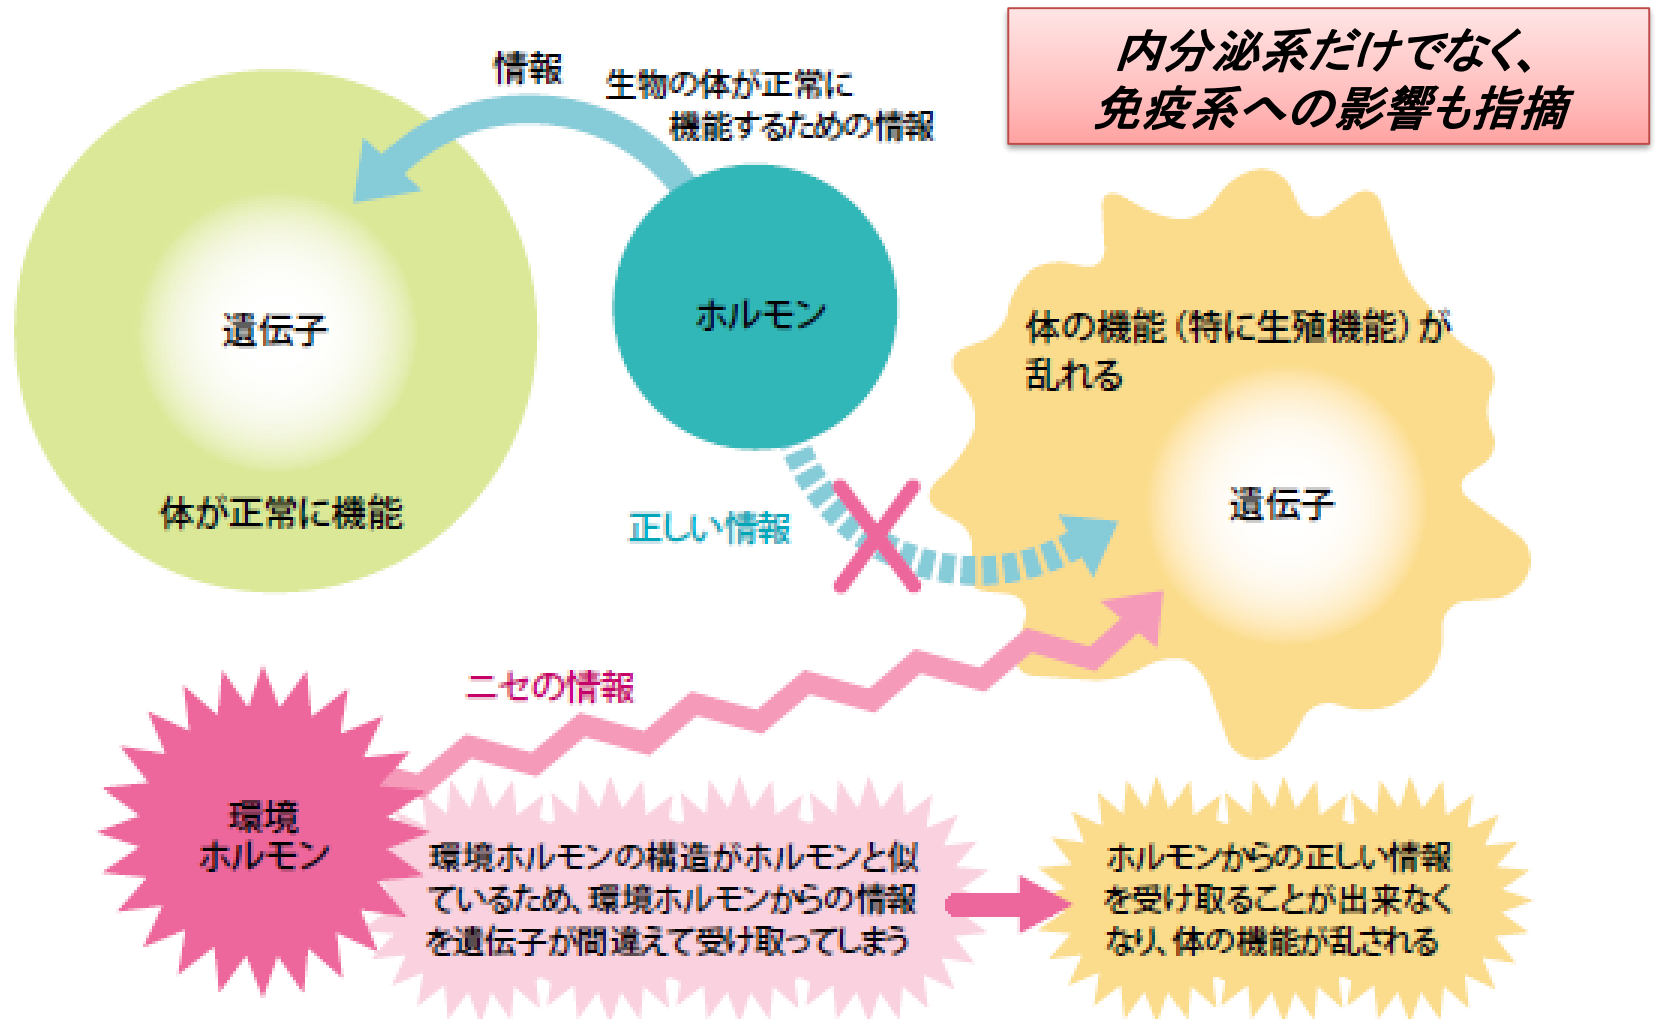 内分泌系だけでなく、
免疫系への影響も指摘
情報
生物の体が正常に
機能するための情報
遺伝子
体が正常に機能
ホルモン
体の機能（特に生殖機能）が
乱れる
遺伝子
正しい情報
ニセの情報
環境
ホルモン
環境ホルモンの構造がホルモンと似
ているため、環境ホルモンからの情報
を遺伝子が間違えて受け取ってしまう
ホルモンからの正しい情報
を受け取ることが出来なく
なり、体の機能が乱される